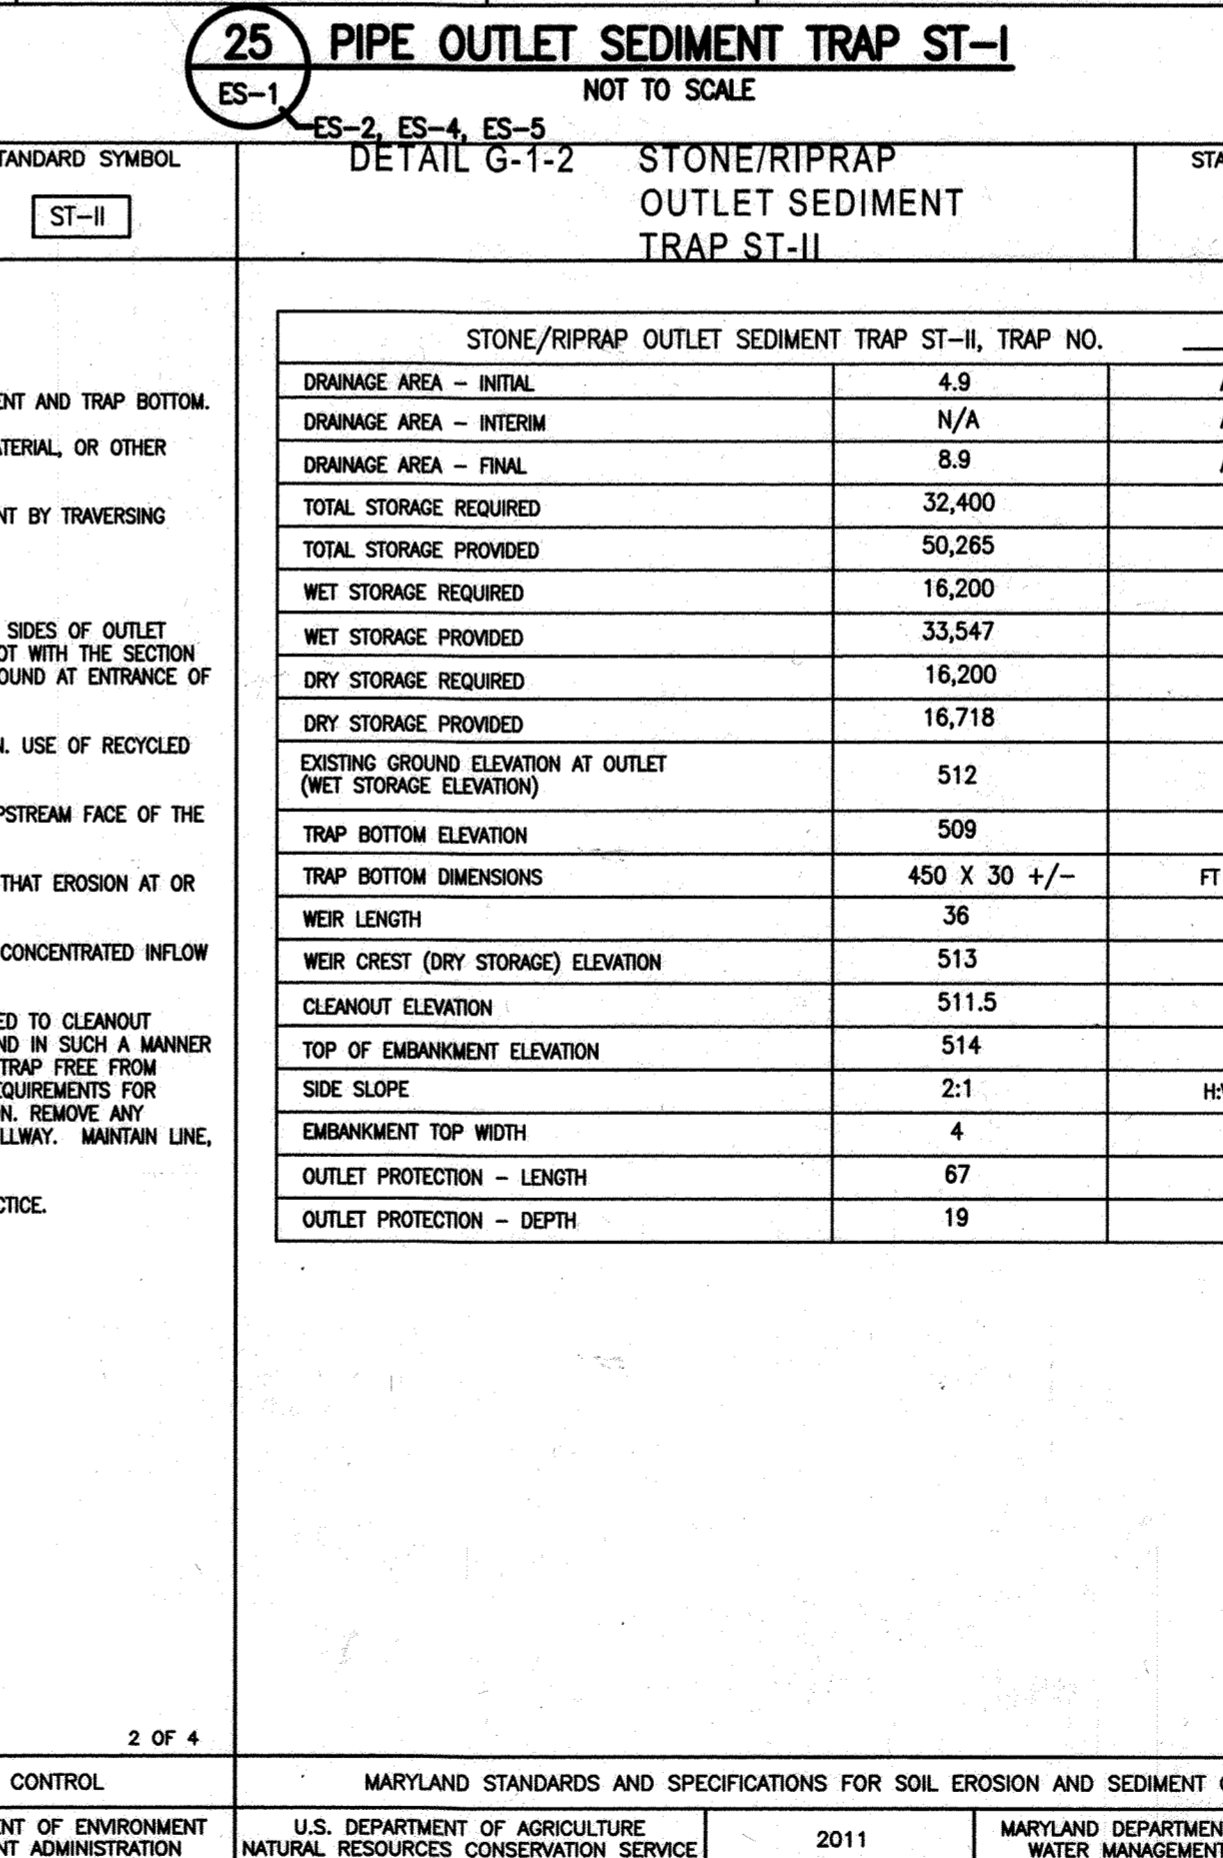 25 PIPE OUTLET SEDIMENT TRAP ST-I
ES-1
NOT TO SCALE
ES-2, ES-4, ES-5
STANDARD SYMBOL
ST-II
ENT AND TRAP BOTTOM.
ATERIAL, OR OTHER
NT BY TRAVERSING
SIDES OF OUTLET
OT WITH THE SECTION
OUND AT ENTRANCE OF
N. USE OF RECYCLED
PSTREAM FACE OF THE
THAT EROSION AT OR
CONCENTRATED INFLOW
ED TO CLEANOUT
ND IN SUCH A MANNER
TRAP FREE FROM
EQUIREMENTS FOR
N. REMOVE ANY
LLWAY. MAINTAIN LINE,
CTICE.
2 OF 4
DETAIL G-1-2 STONE/RIPRAP
OUTLET SEDIMENT
TRAP ST-II
STA
STONE/RIPRAP OUTLET SEDIMENT TRAP ST-II, TRAP NO.
DRAINAGE AREA - INITIAL 4.9
DRAINAGE AREA - INTERIM N/A
DRAINAGE AREA - FINAL 8.9
TOTAL STORAGE REQUIRED 32,400
TOTAL STORAGE PROVIDED 50,265
WET STORAGE REQUIRED 16,200
WET STORAGE PROVIDED 33,547
DRY STORAGE REQUIRED 16,200
DRY STORAGE PROVIDED 16,718
EXISTING GROUND ELEVATION AT OUTLET
(WET STORAGE ELEVATION) 512
TRAP BOTTOM ELEVATION 509
TRAP BOTTOM DIMENSIONS 450 X 30 +/- FT
WEIR LENGTH 36
WEIR CREST (DRY STORAGE) ELEVATION 513
CLEANOUT ELEVATION 511.5
TOP OF EMBANKMENT ELEVATION 514
SIDE SLOPE 2:1 H:V
EMBANKMENT TOP WIDTH 4
OUTLET PROTECTION - LENGTH 67
OUTLET PROTECTION - DEPTH 19
CONTROL
MARYLAND STANDARDS AND SPECIFICATIONS FOR SOIL EROSION AND SEDIMENT
NT OF ENVIRONMENT
NT ADMINISTRATION
U.S. DEPARTMENT OF AGRICULTURE
NATURAL RESOURCES CONSERVATION SERVICE
2011
MARYLAND DEPARTMEN
WATER MANAGEMENT